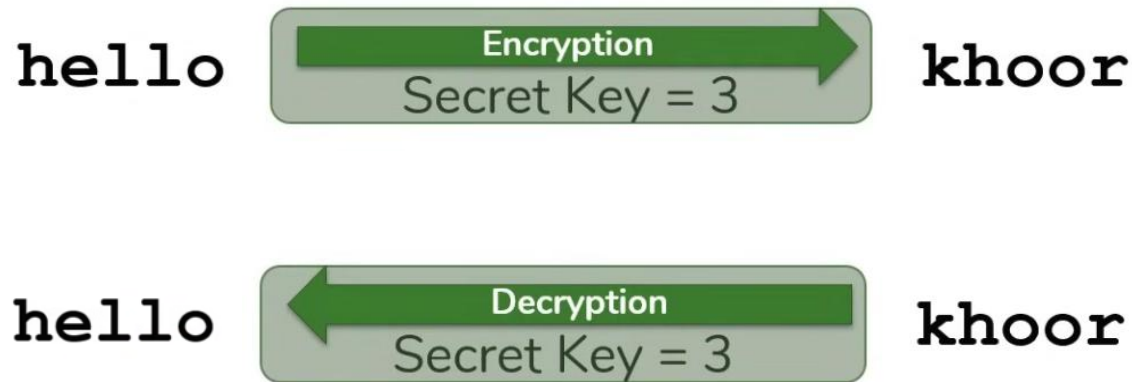 hello Encryption khoor
Secret Key = 3
hello Decryption khoor
Secret Key = 3